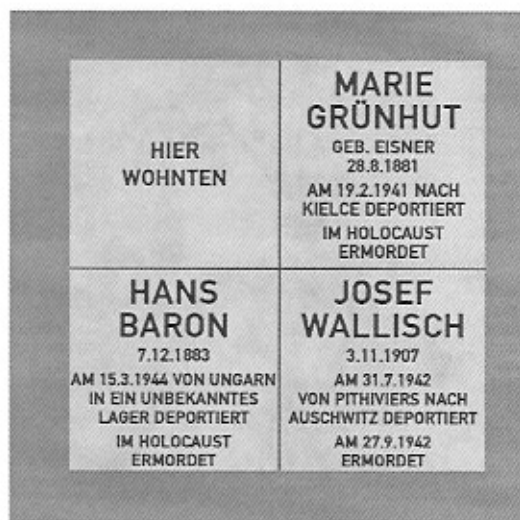 HIER
WOHNTEN
MARIE
GRÜNHUT
GEB. EISNER
28.8.1881
AM 19.2.1941 NACH
KIELCE DEPORTIERT
IM HOLOCAUST
ERMORDET
HANS
BARON
7.12.1883
AM 15.3.1944 VON UNGARN
IN EIN UNBEKANNTES
LAGER DEPORTIERT
IM HOLOCAUST
ERMORDET
JOSEF
WALLISCH
3.11.1907
AM 31.7.1942
VON PITHIVIERS NACH
AUSCHWITZ DEPORTIERT
AM 27.9.1942
ERMORDET